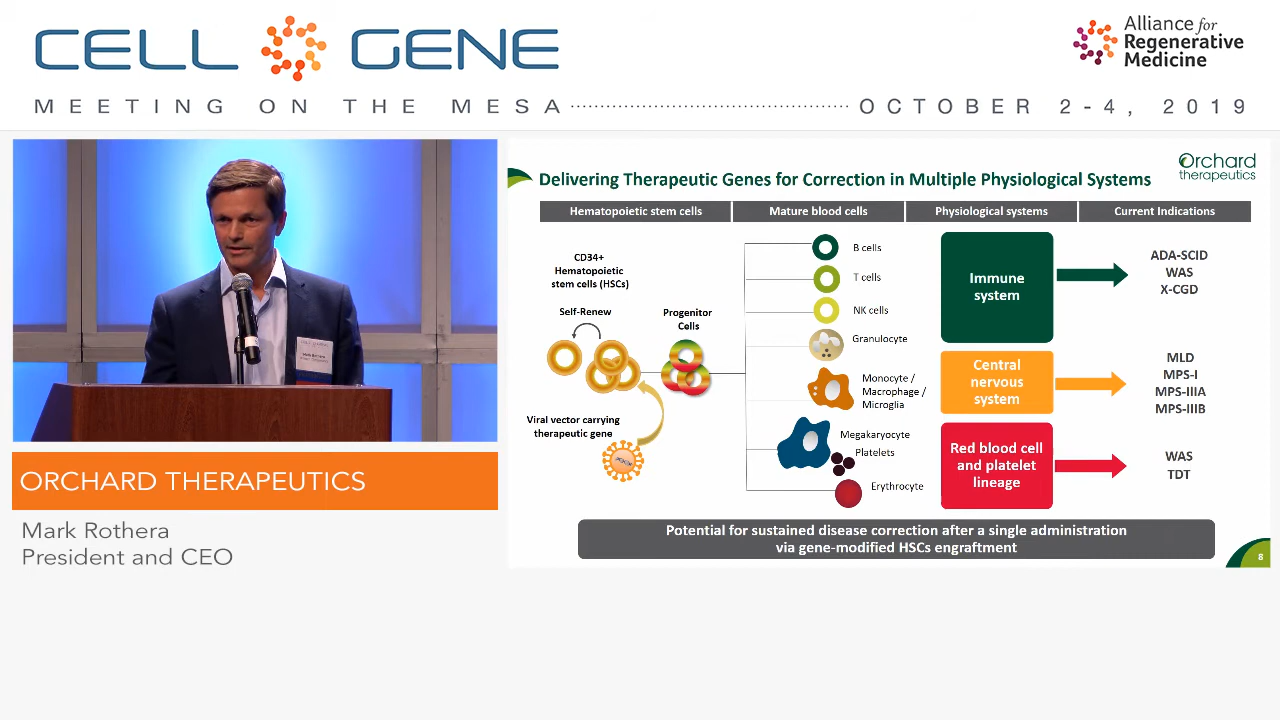 CELL GENE
MEETING ON THE MESA
OCTOBER 2-4, 2019
Alliance for
Regenerative
Medicine
ORCHARD THERAPEUTICS
Mark Rothera
President and CEO
Orchard
therapeutics
Delivering Therapeutic Genes for Correction in Multiple Physiological Systems
Hematopoietic stem cells
Mature blood cells
Physiological systems
Current Indications
CD34+
Hematopoietic
stem cells (HSCs)
Self-Renew
Progenitor
Cells
Viral vector carrying
therapeutic gene
B cells
T cells
NK cells
Granulocyte
Monocyte /
Macrophage /
Microglia
Megakaryocyte
Platelets
Erythrocyte
Immune
system
Central
nervous
system
Red blood cell
and platelet
lineage
ADA-SCID
WAS
X-CGD
MLD
MPS-I
MPS-IIIA
MPS-IIIB
WAS
TDT
Potential for sustained disease correction after a single administration
via gene-modified HSCs engraftment
8